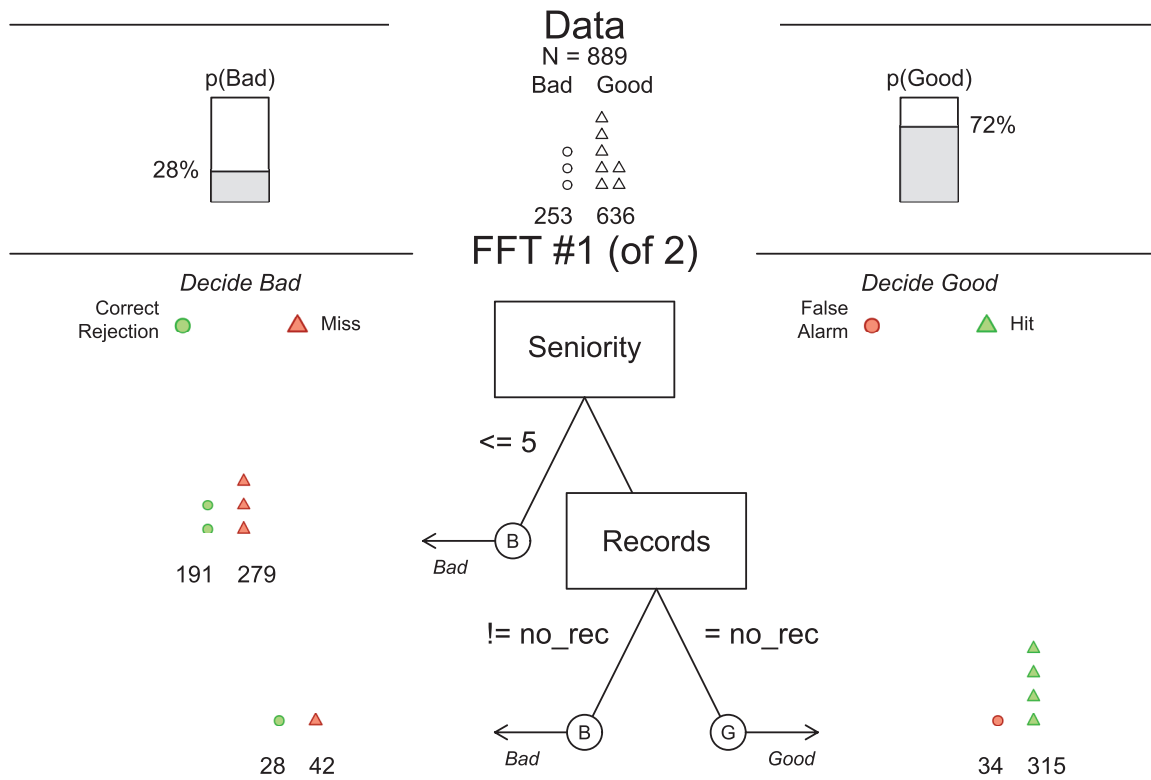 Data
N = 889
p(Bad)
Bad Good
p(Good)
28%
72%
253 636
FFT #1 (of 2)
Decide Bad
Decide Good
Correct
Rejection
Miss
False
Alarm
Hit
Seniority
<= 5
Records
B
Bad
191 279
!= no_rec = no_rec
B
G
Bad
Good
28 42
34 315